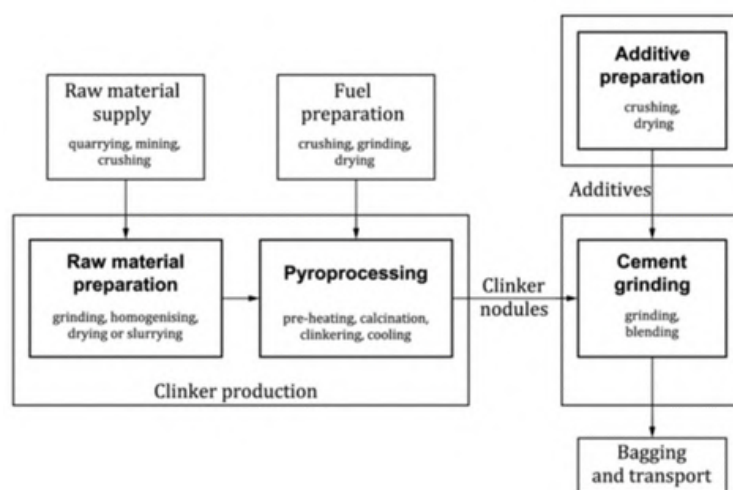 Raw material
supply
quarrying, mining,
crushing
Fuel
preparation
crushing, grinding,
drying
Additive
preparation
crushing,
drying
Additives
Raw material
preparation
grinding, homogenising,
drying or slurrying
Pyroprocessing
pre-heating, calcination,
clinkering, cooling
Clinker
nodules
Cement
grinding
grinding,
blending
Clinker production
Bagging
and transport